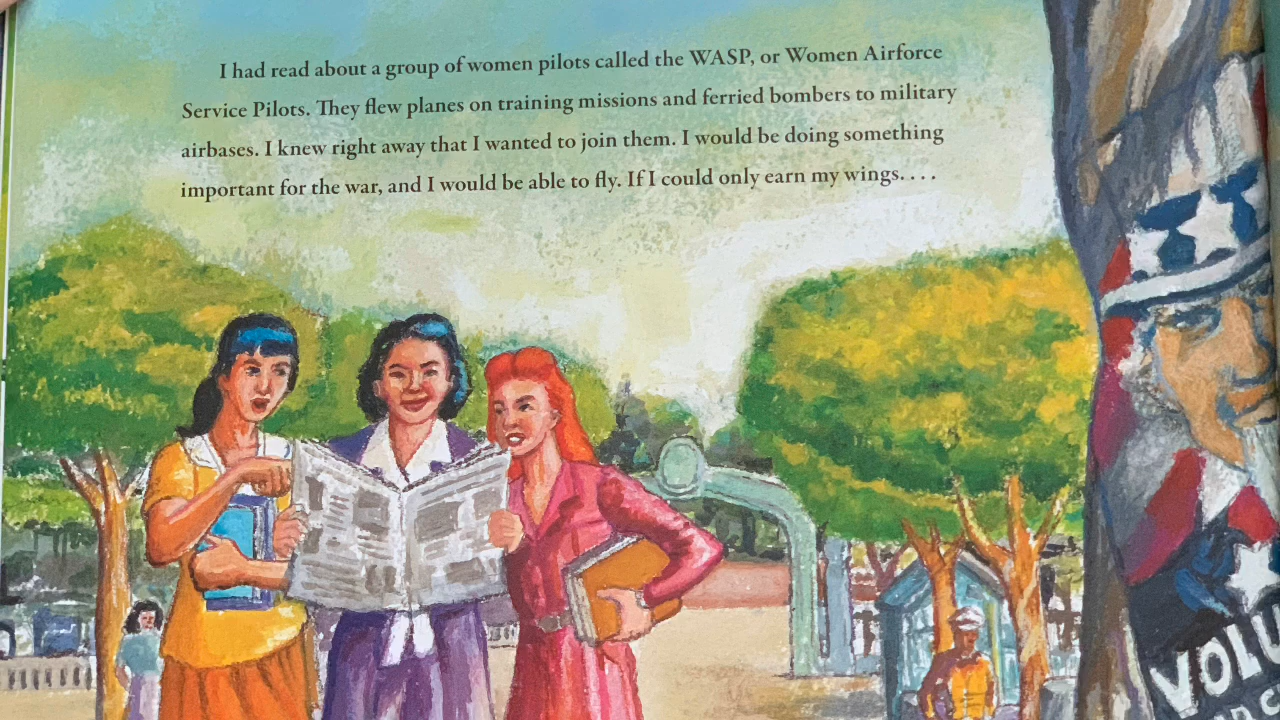 I had read about a group of women pilots called the WASP, or Women Airforce
Service Pilots. They flew planes on training missions and ferried bombers to military
airbases. I knew right away that I wanted to join them. I would be doing something
important for the war, and I would be able to fly. If I could only earn my wings. . . .
VOLU